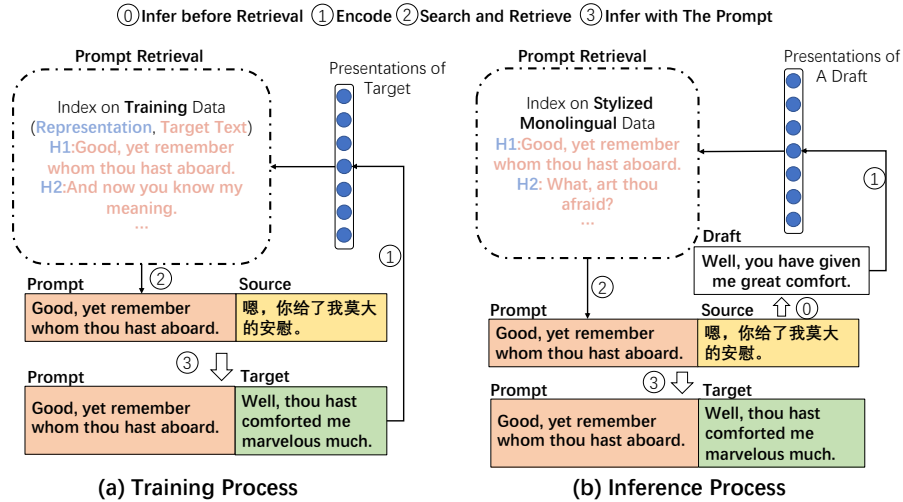 ⓪Infer before Retrieval ①Encode ②Search and Retrieve ③Infer with The Prompt
Prompt Retrieval
Index on Training Data
(Representation, Target Text)
H1:Good, yet remember
whom thou hast aboard.
H2:And now you know my
meaning.
...
Presentations of
Target
①
②
Prompt
Source
Good, yet remember
whom thou hast aboard.
嗯，你给了我莫大
的安慰。
③
Prompt
Target
Good, yet remember
whom thou hast aboard.
Well, thou hast
comforted me
marvelous much.
(a) Training Process
Prompt Retrieval
Index on Stylized
Monolingual Data
H1:Good, yet remember
whom thou hast aboard.
H2: What, art thou
afraid?
...
Presentations of
A Draft
①
Draft
Well, you have given
me great comfort.
②
⓪
Prompt
Source
Good, yet remember
whom thou hast aboard.
嗯，你给了我莫大
的安慰。
③
Prompt
Target
Good, yet remember
whom thou hast aboard.
Well, thou hast
comforted me
marvelous much.
(b) Inference Process